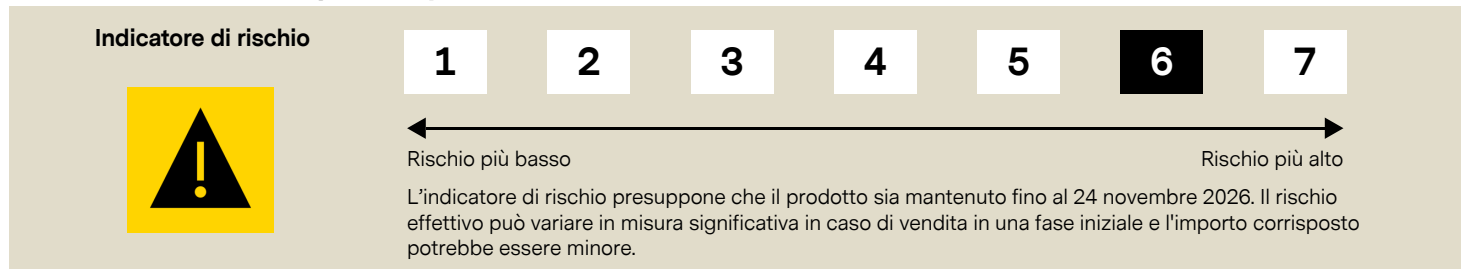 Indicatore di rischio
1 2 3 4 5 6 7
Rischio più basso Rischio più alto
L'indicatore di rischio presuppone che il prodotto sia mantenuto fino al 24 novembre 2026. Il rischio
effettivo può variare in misura significativa in caso di vendita in una fase iniziale e l'importo corrisposto
potrebbe essere minore.